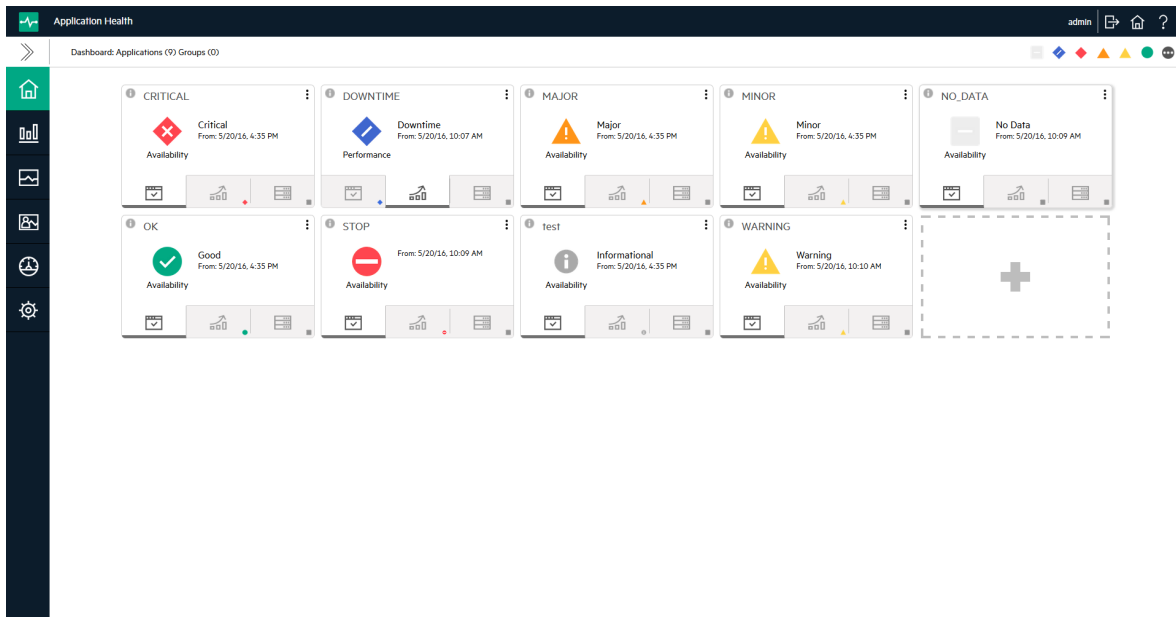 Application Health
admin
?
Dashboard: Applications (9) Groups (0)
CRITICAL
Critical
From: 5/20/16, 4:35 PM
Availability
DOWNTIME
Downtime
From: 5/20/16, 10:07 AM
Performance
MAJOR
Major
From: 5/20/16, 4:35 PM
Availability
MINOR
Minor
From: 5/20/16, 4:35 PM
Availability
NO_DATA
No Data
From: 5/20/16, 10:09 AM
Availability
OK
Good
From: 5/20/16, 4:35 PM
Availability
STOP
From: 5/20/16, 10:09 AM
Availability
test
Informational
From: 5/20/16, 4:35 PM
Availability
WARNING
Warning
From: 5/20/16, 10:10 AM
Availability